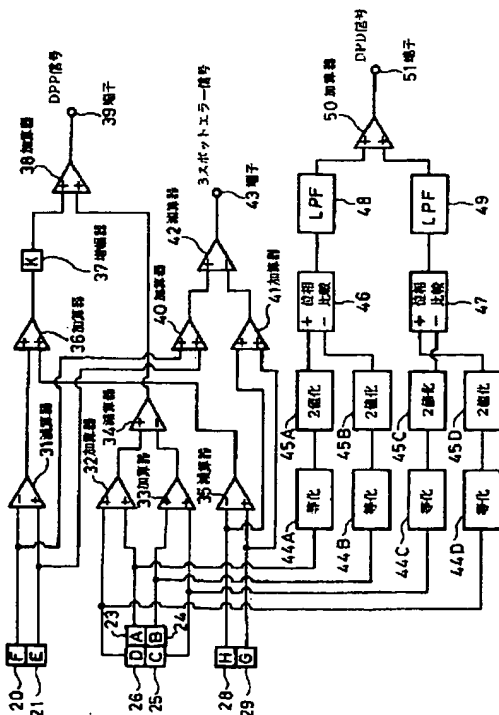 DPP信号
38加算器
39端子
K
37増幅器
36加算器
31減算器
3スポットエラー信号
42減算器
43端子
40加算器
41加算器
34減算器
32加算器
33加算器
35減算器
DPD信号
50加算器
51端子
LPF
48
LPF
49
+
位相
比較
-
46
+
位相
比較
-
47
2値化
45A
2値化
45B
2値化
45C
2値化
45D
等化
44A
等化
44B
等化
44C
等化
44D
F
20
E
21
23
D A
26
C B
24
25
H
28
G
29